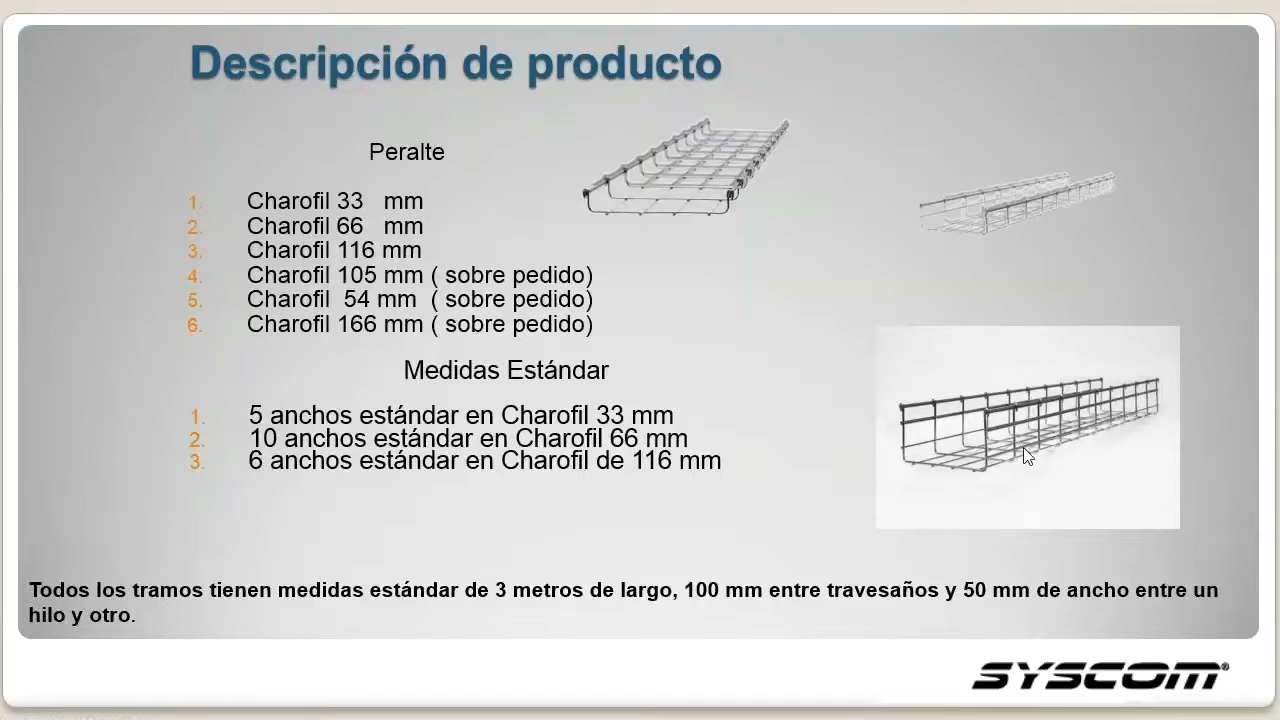 Descripción de producto
Peralte
1. Charofil 33 mm
2. Charofil 66 mm
3. Charofil 116 mm
4. Charofil 105 mm ( sobre pedido)
5. Charofil 54 mm ( sobre pedido)
6. Charofil 166 mm ( sobre pedido)
Medidas Estándar
1. 5 anchos estándar en Charofil 33 mm
2. 10 anchos estándar en Charofil 66 mm
3. 6 anchos estándar en Charofil de 116 mm
Todos los tramos tienen medidas estándar de 3 metros de largo, 100 mm entre travesaños y 50 mm de ancho entre un
hilo y otro.
SYSCOM®